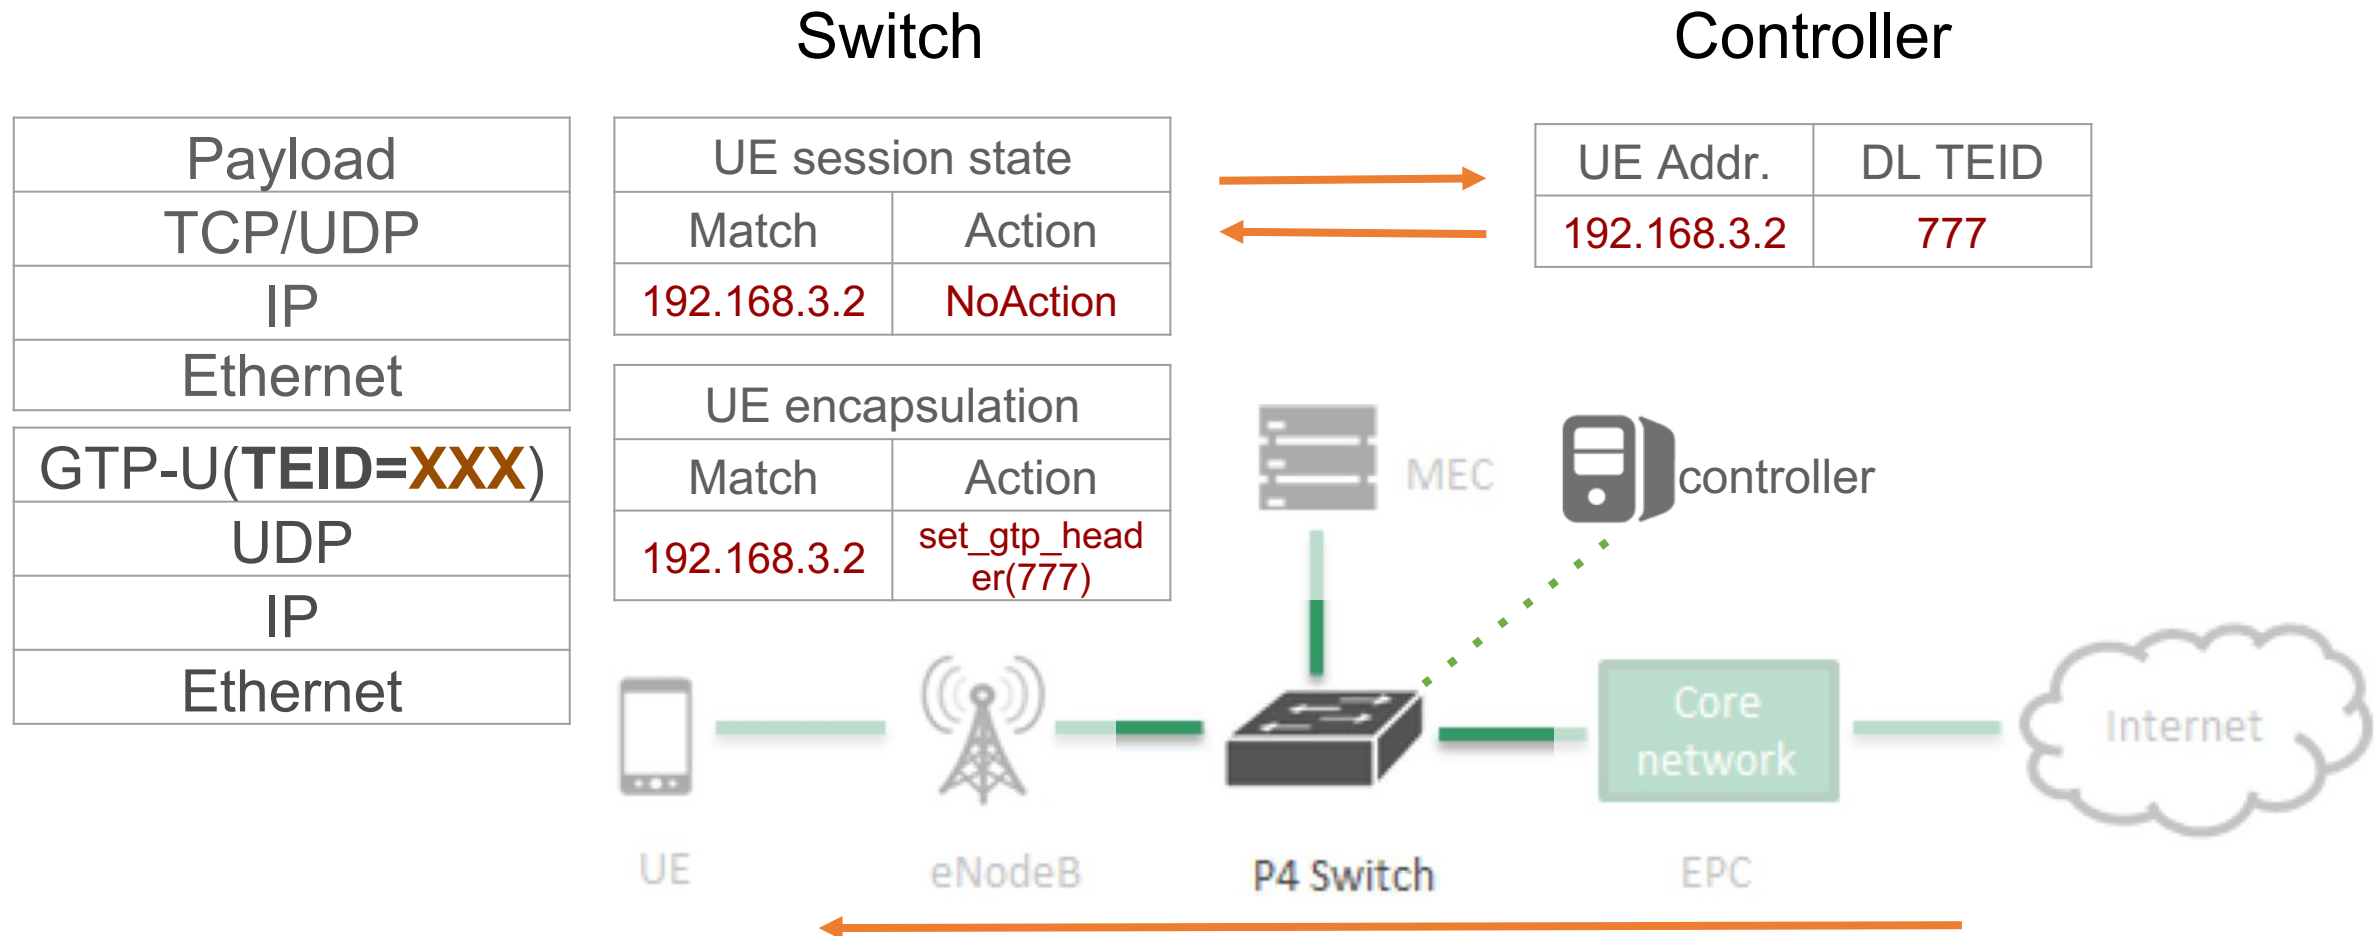 Switch
Controller
Payload
TCP/UDP
IP
Ethernet
GTP-U(TEID=XXX)
UDP
IP
Ethernet
UE session state
Match Action
192.168.3.2 NoAction
UE encapsulation
Match Action
192.168.3.2 set_gtp_head
er(777)
UE Addr. DL TEID
192.168.3.2 777
MEC
controller
Core
network
Internet
UE
eNodeB
P4 Switch
EPC